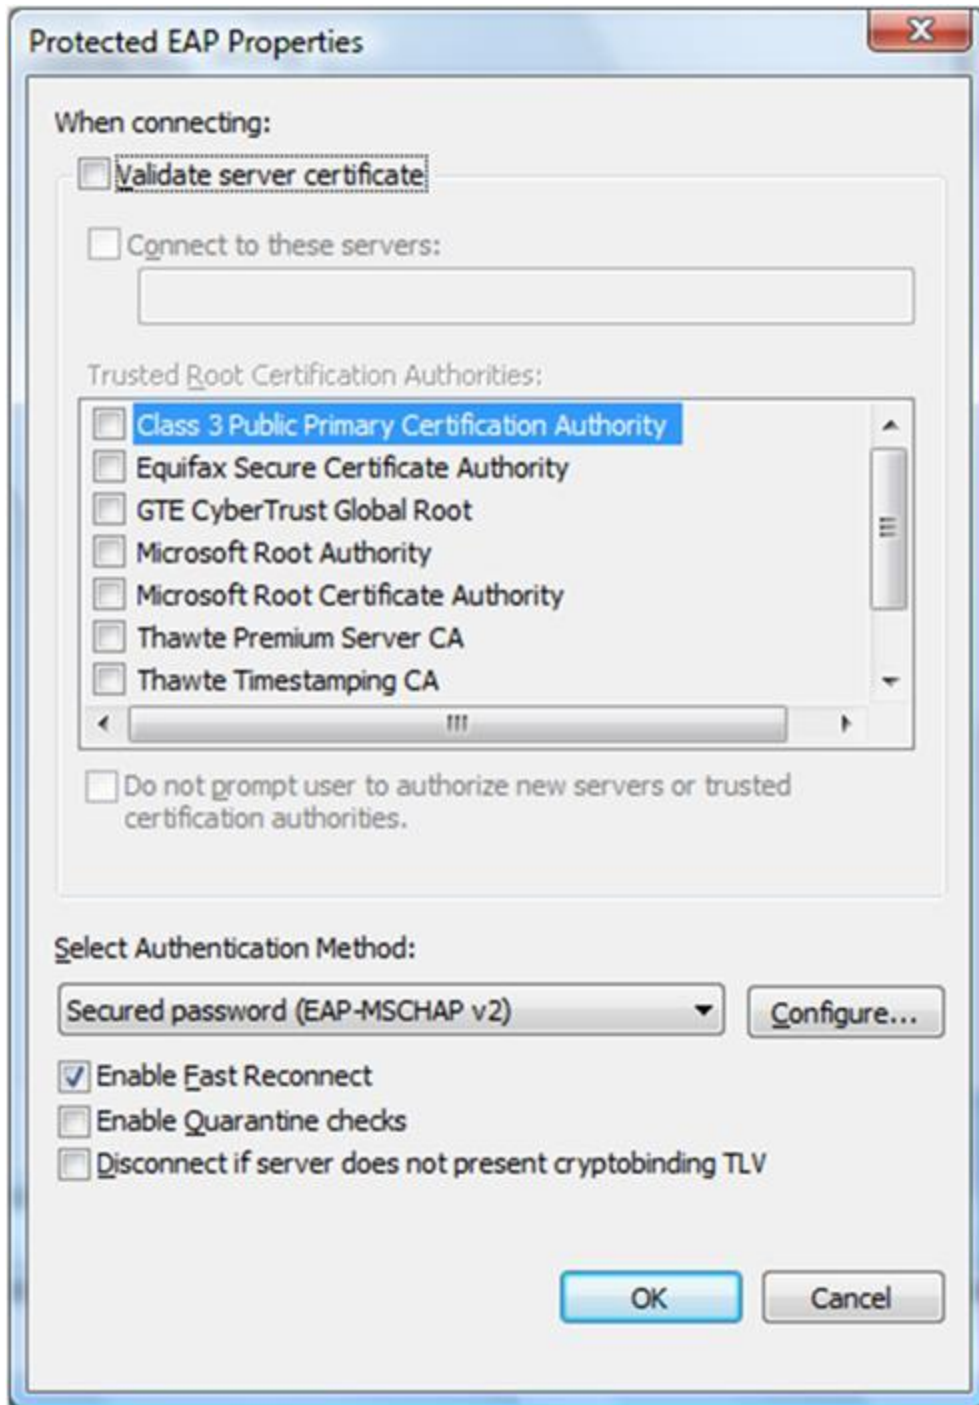 Protected EAP Properties
When connecting:
Validate server certificate
Connect to these servers:
Trusted Root Certification Authorities:
Class 3 Public Primary Certification Authority
Equifax Secure Certificate Authority
GTE CyberTrust Global Root
Microsoft Root Authority
Microsoft Root Certificate Authority
Thawte Premium Server CA
Thawte Timestamping CA
Do not prompt user to authorize new servers or trusted
certification authorities.
Select Authentication Method:
Secured password (EAP-MSCHAP v2)
Configure...
Enable Fast Reconnect
Enable Quarantine checks
Disconnect if server does not present cryptobinding TLV
OK
Cancel